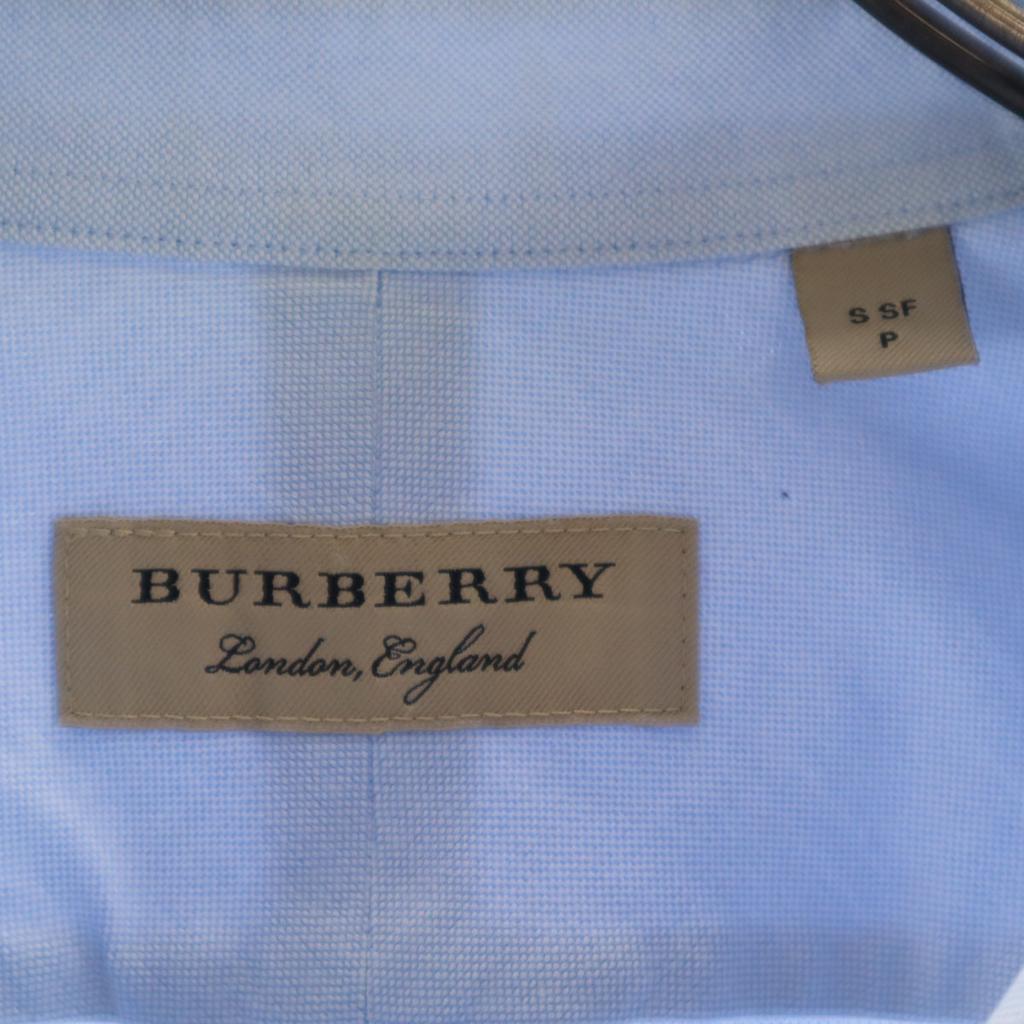 S SF
P
BURBERRY
London, England